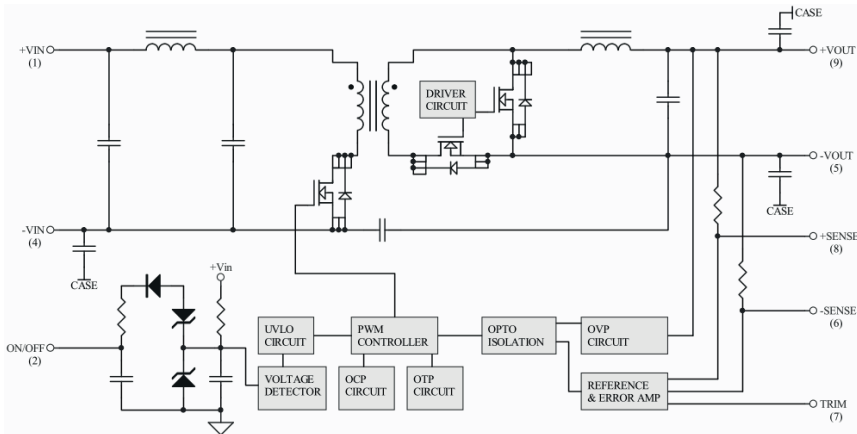 CASE
+VIN
(1)
+VOUT
(9)
DRIVER
CIRCUIT
-VOUT
(5)
CASE
-VIN
(4)
CASE
+SENSE
(8)
+Vin
-SENSE
(6)
ON/OFF
(2)
UVLO
CIRCUIT
PWM
CONTROLLER
OPTO
ISOLATION
OVP
CIRCUIT
VOLTAGE
DETECTOR
OCP
CIRCUIT
OTP
CIRCUIT
REFERENCE
& ERROR AMP
TRIM
(7)